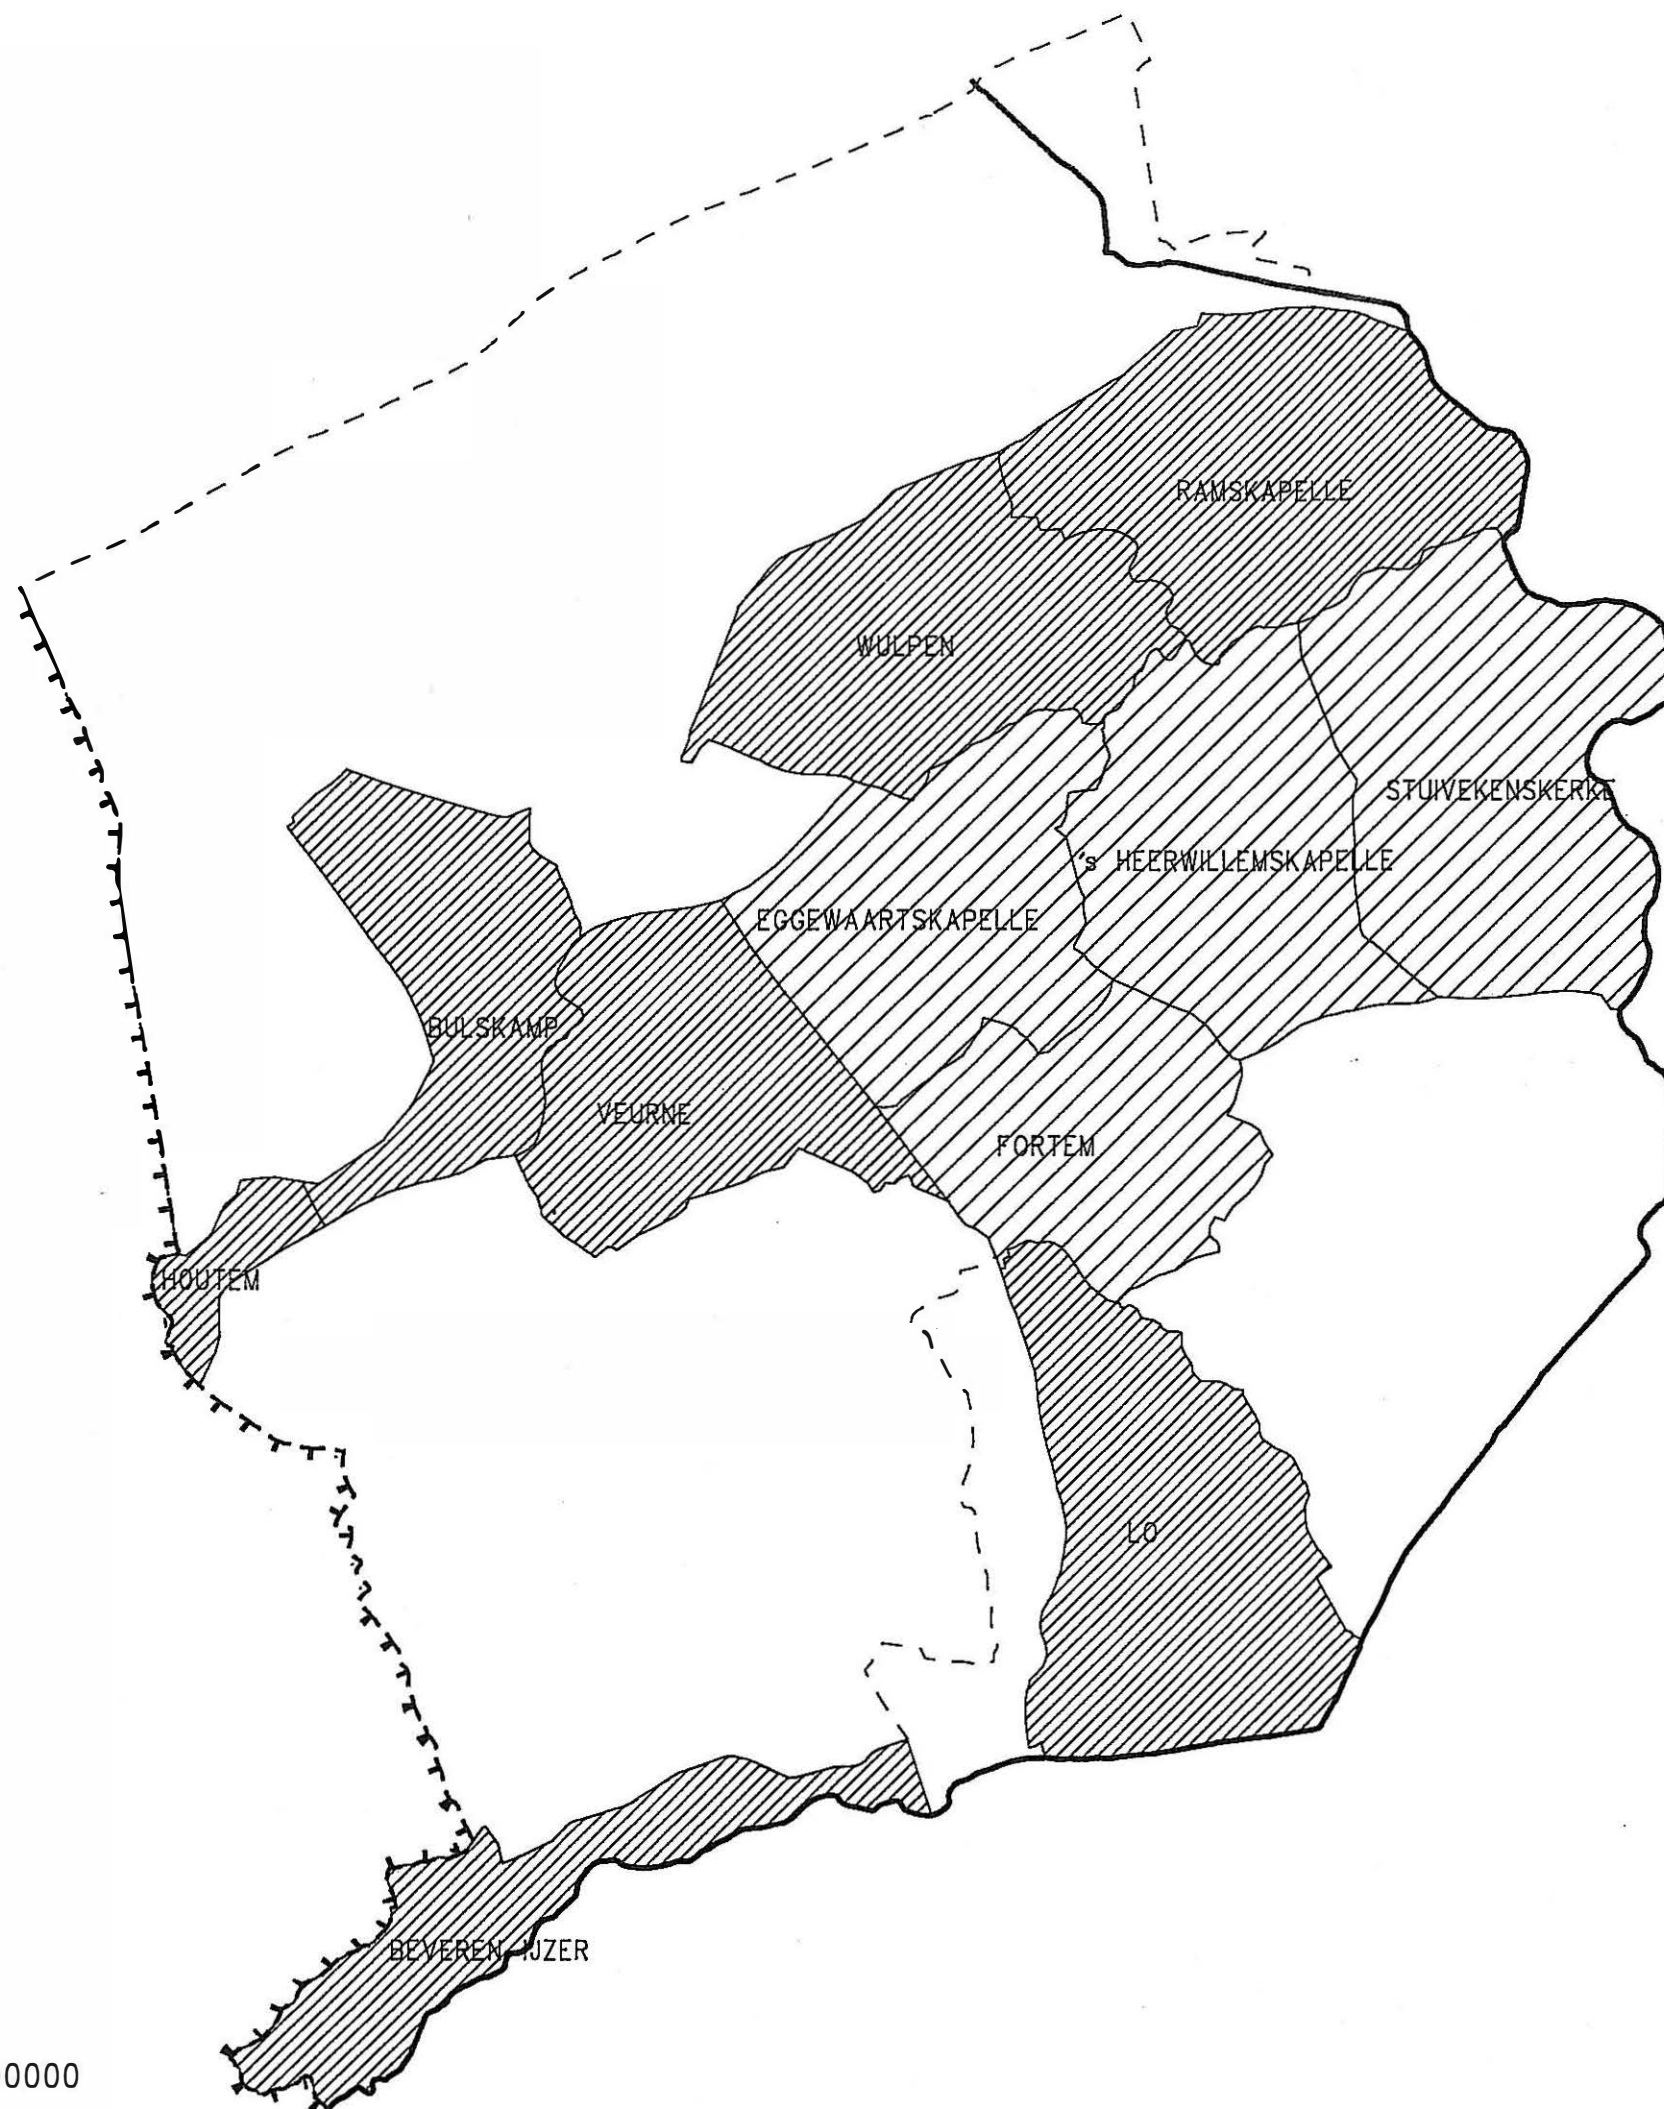 RAMSKAPELLE
WULPEN
STUIVEKENSKERKE
's HEERWILLEMSKAPELLE
EGGEWAARTSKAPELLE
BULSKAMP
VEURNE
FORTEM
HOUTEM
LO
BEVEREN-IJZER
0000